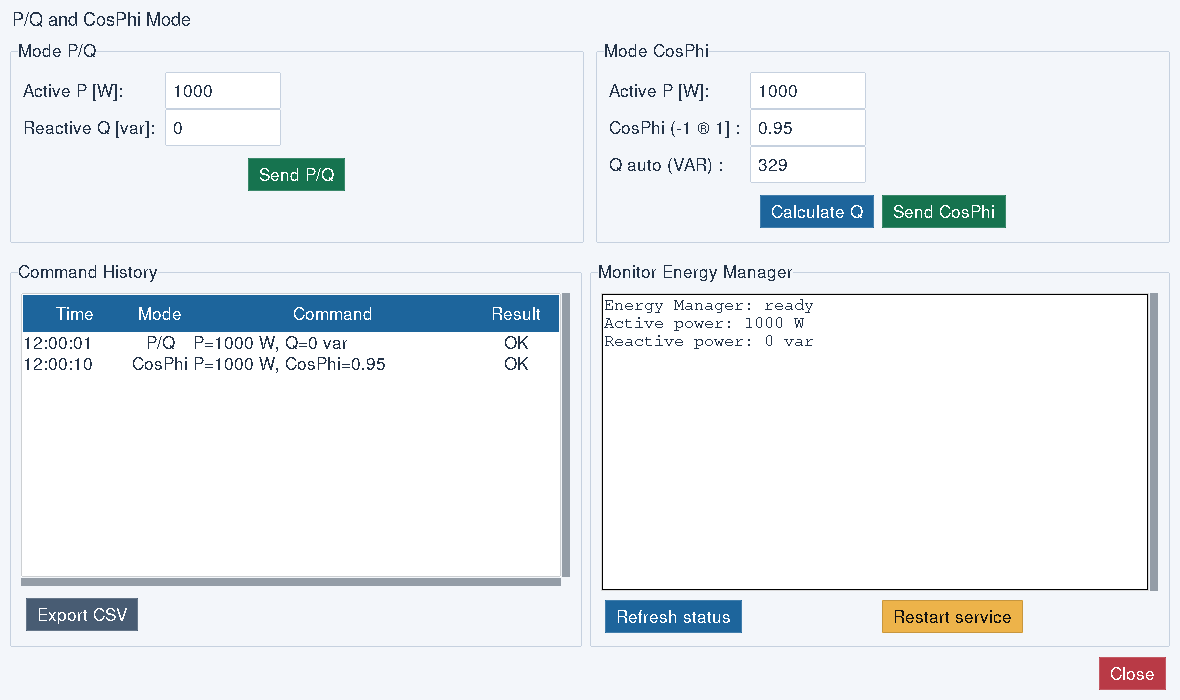 P/Q and CosPhi Mode
Mode P/Q
Active P [W]: 1000
Reactive Q [var]: 0
Send P/Q
Mode CosPhi
Active P [W]: 1000
CosPhi (-1 ® 1] : 0.95
Q auto (VAR) : 329
Calculate Q Send CosPhi
Command History
Time Mode Command Result
12:00:01 P/Q P=1000 W, Q=0 var OK
12:00:10 CosPhi P=1000 W, CosPhi=0.95 OK
Export CSV
Monitor Energy Manager
Energy Manager: ready
Active power: 1000 W
Reactive power: 0 var
Refresh status Restart service
Close